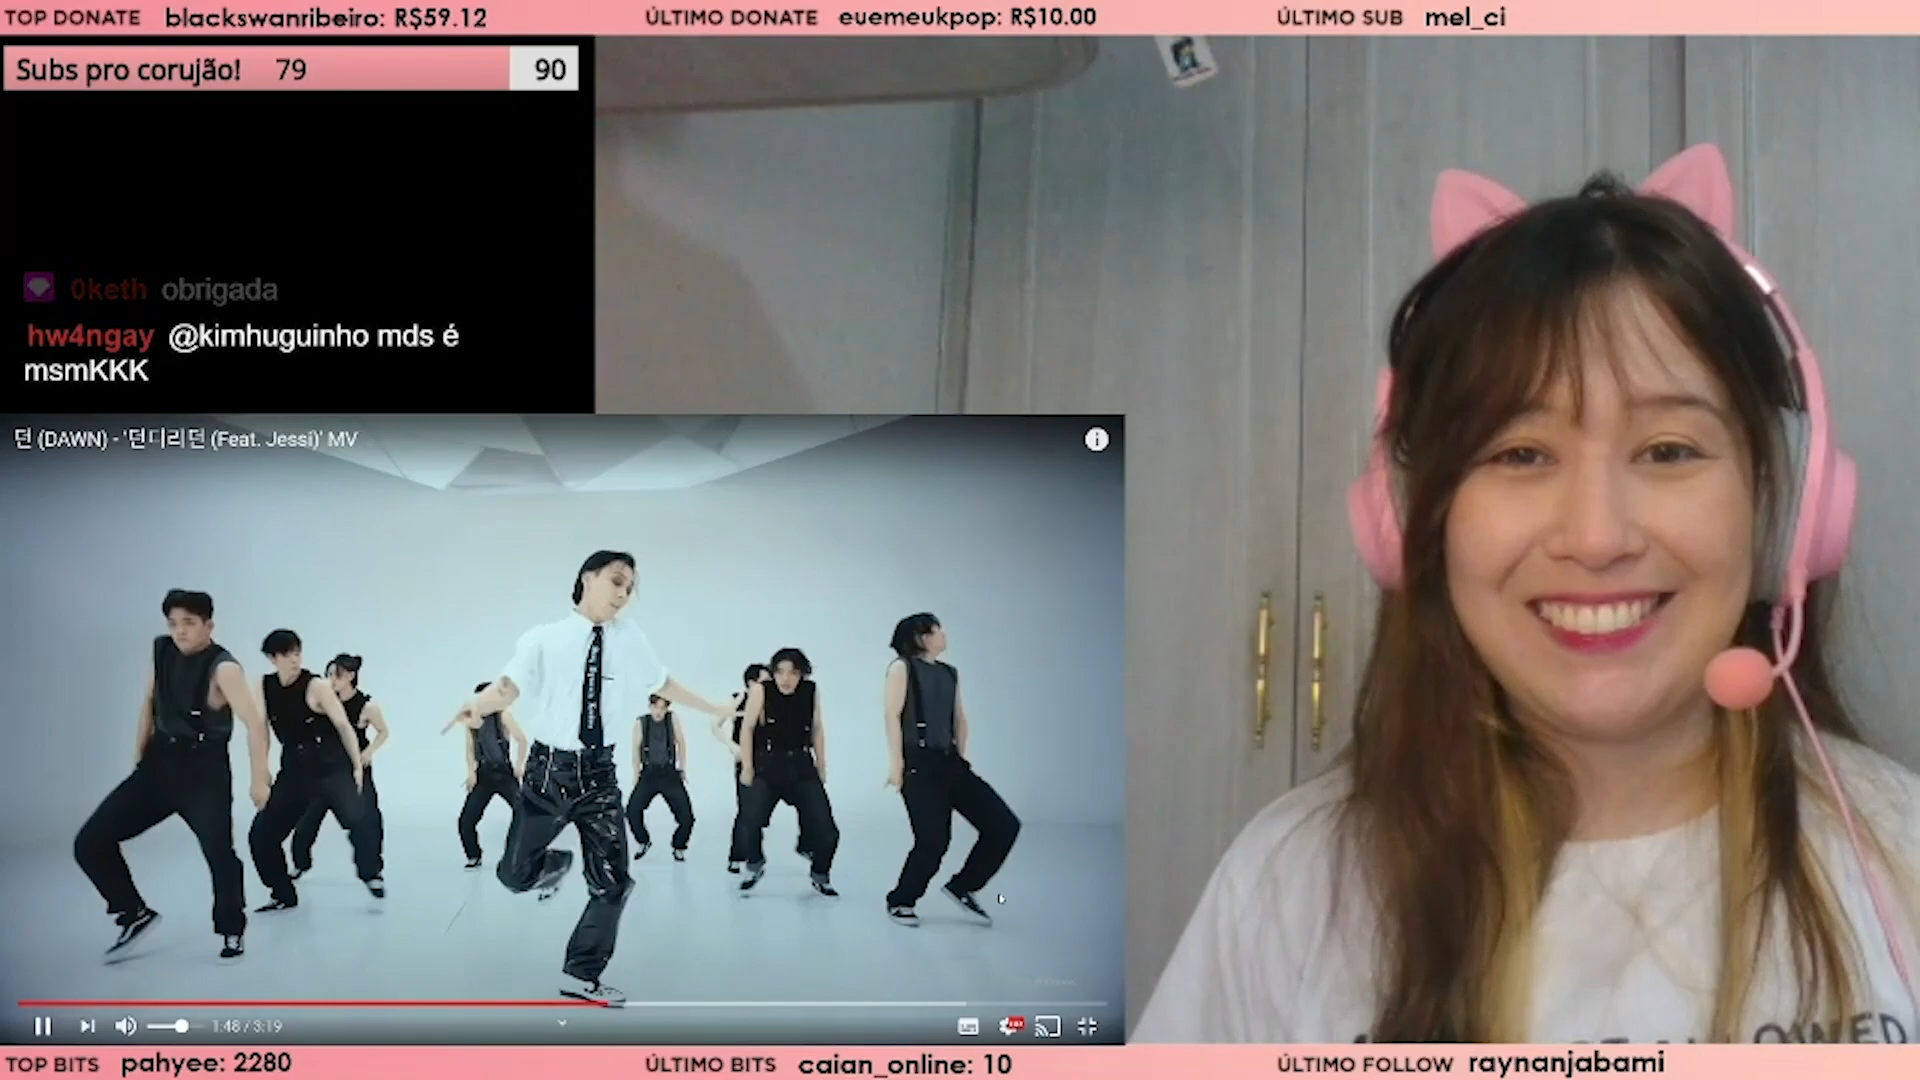 TOP DONATE blackswanribeiro: R$59.12 ÚLTIMO DONATE euemeukpop: R$10.00 ÚLTIMO SUB mel_ci
Subs pro corujão! 79 90
0keth obrigada
hw4ngay @kimhuguinho mds é
msmKKK
던 (DAWN) - '던디리던 (Feat. Jessi)' MV
1:48 / 3:19
TOP BITS pahyee: 2280 ÚLTIMO BITS caian_online: 10 ÚLTIMO FOLLOW raynanjabami